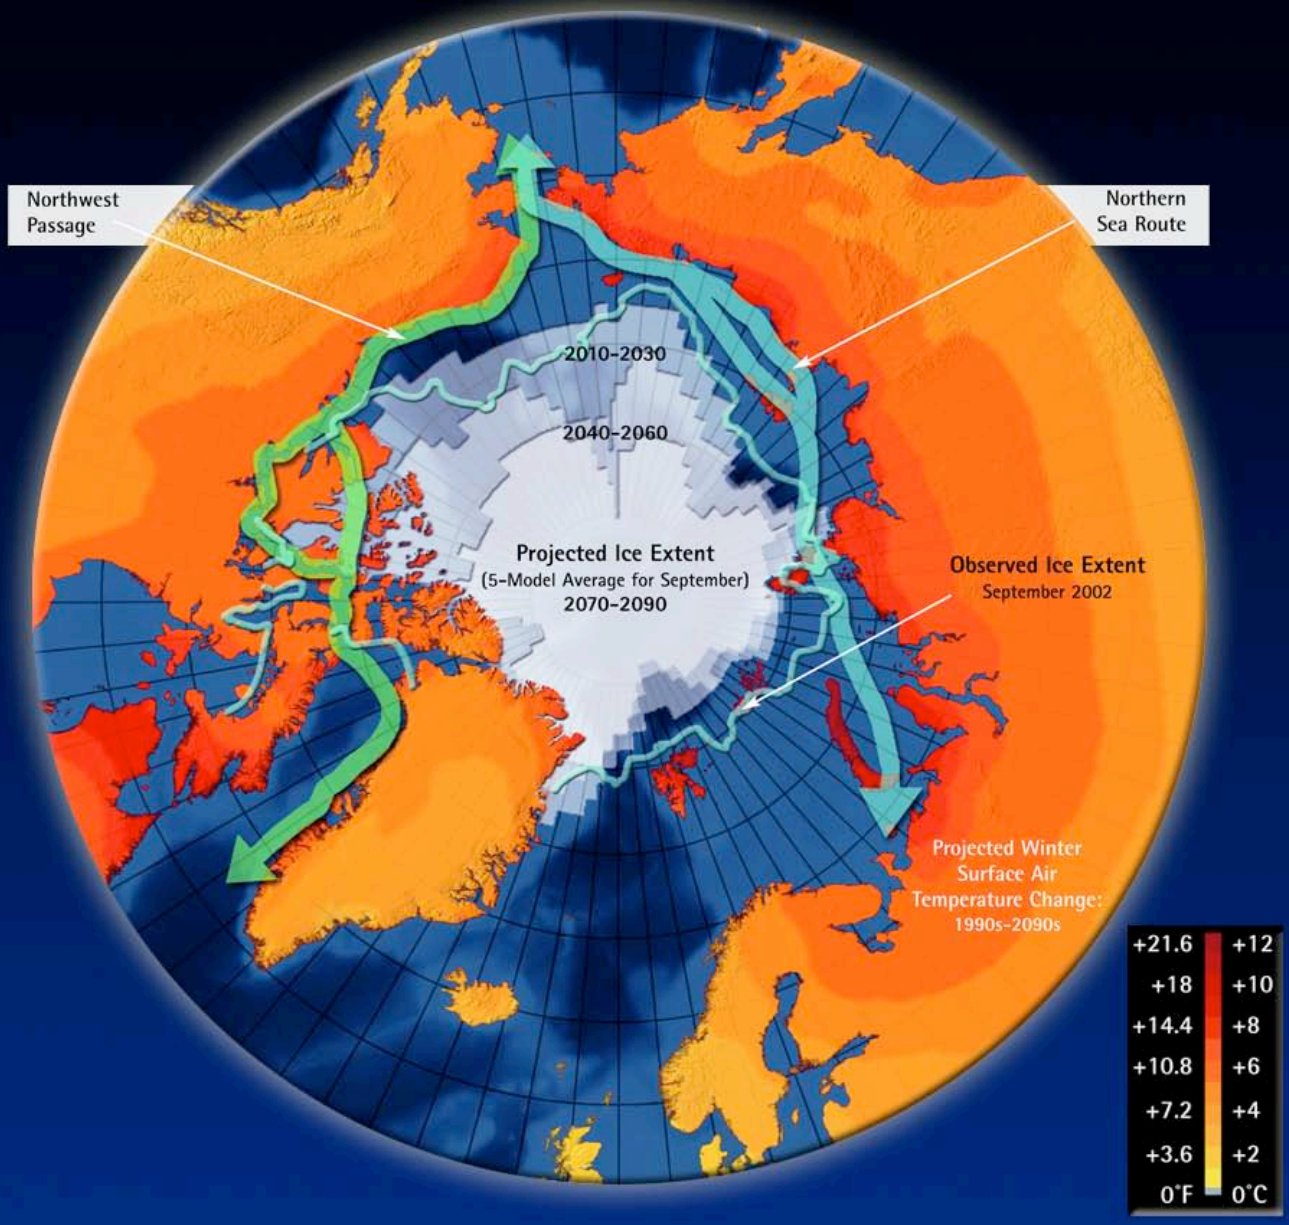 Northwest
Passage
Northern
Sea Route
2010-2030
2040-2060
Projected Ice Extent
(5-Model Average for September)
2070-2090
Observed Ice Extent
September 2002
Projected Winter
Surface Air
Temperature Change:
1990s-2090s
+21.6 +12
+18 +10
+14.4 +8
+10.8 +6
+7.2 +4
+3.6 +2
0°F 0°C